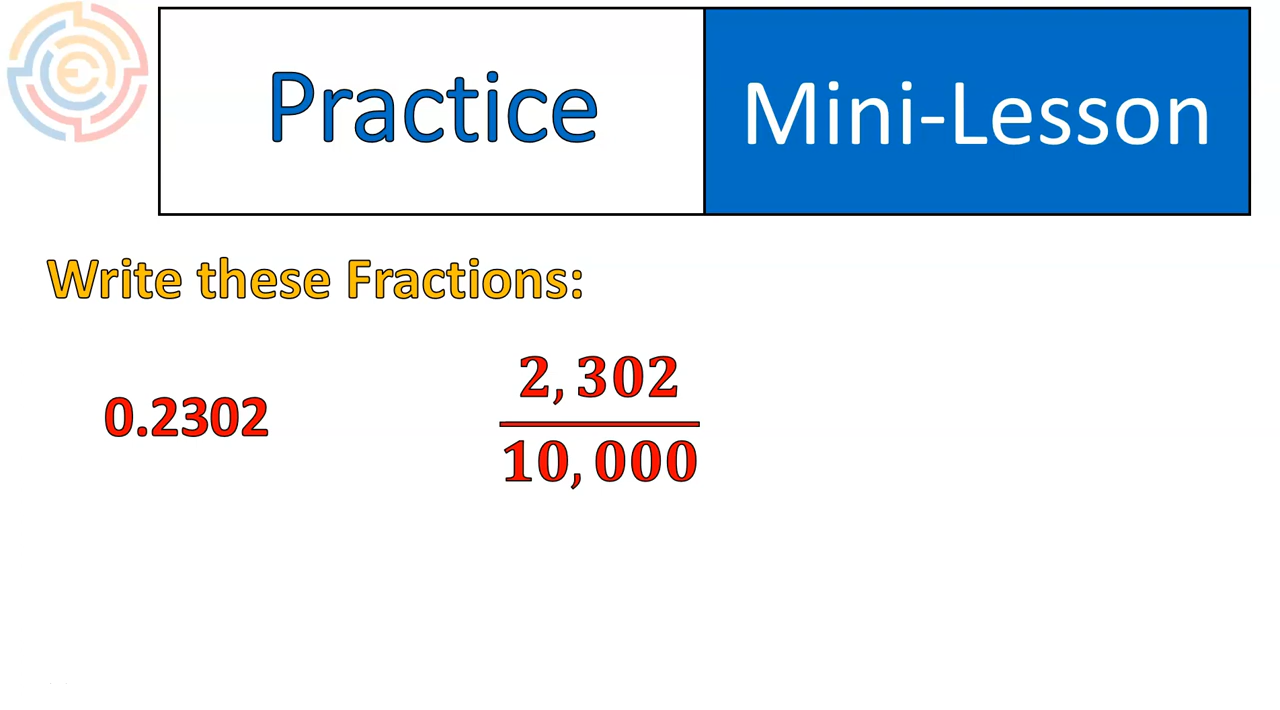 Practice
Mini-Lesson
Write these Fractions:
0.2302
2,302
10,000